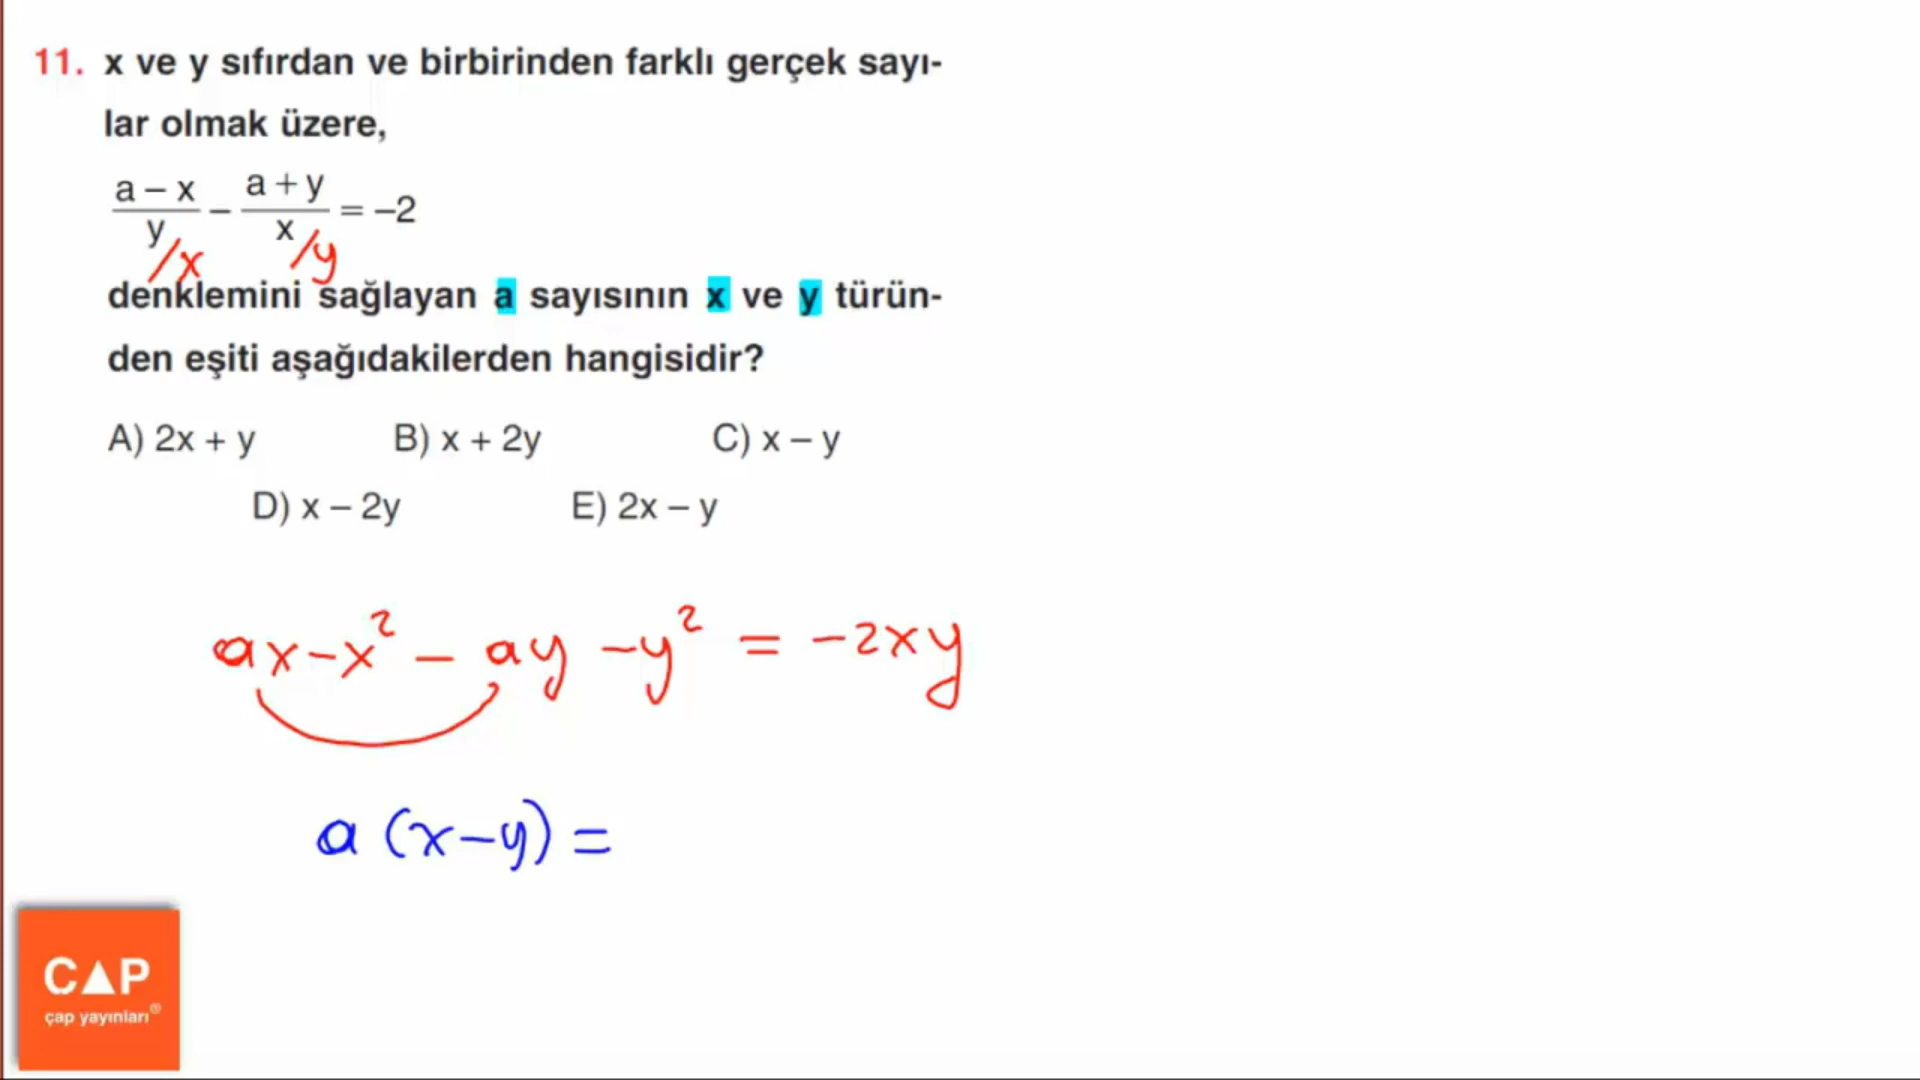 11. x ve y sıfırdan ve birbirinden farklı gerçek sayı-
lar olmak üzere,
a – x / y – a + y / x = –2
/x /y
denklemini sağlayan a sayısının x ve y türün-
den eşiti aşağıdakilerden hangisidir?
A) 2x + y B) x + 2y C) x – y
D) x – 2y E) 2x – y
ax – x² – ay – y² = –2xy
a (x–y) =
CAP
çap yayınları®